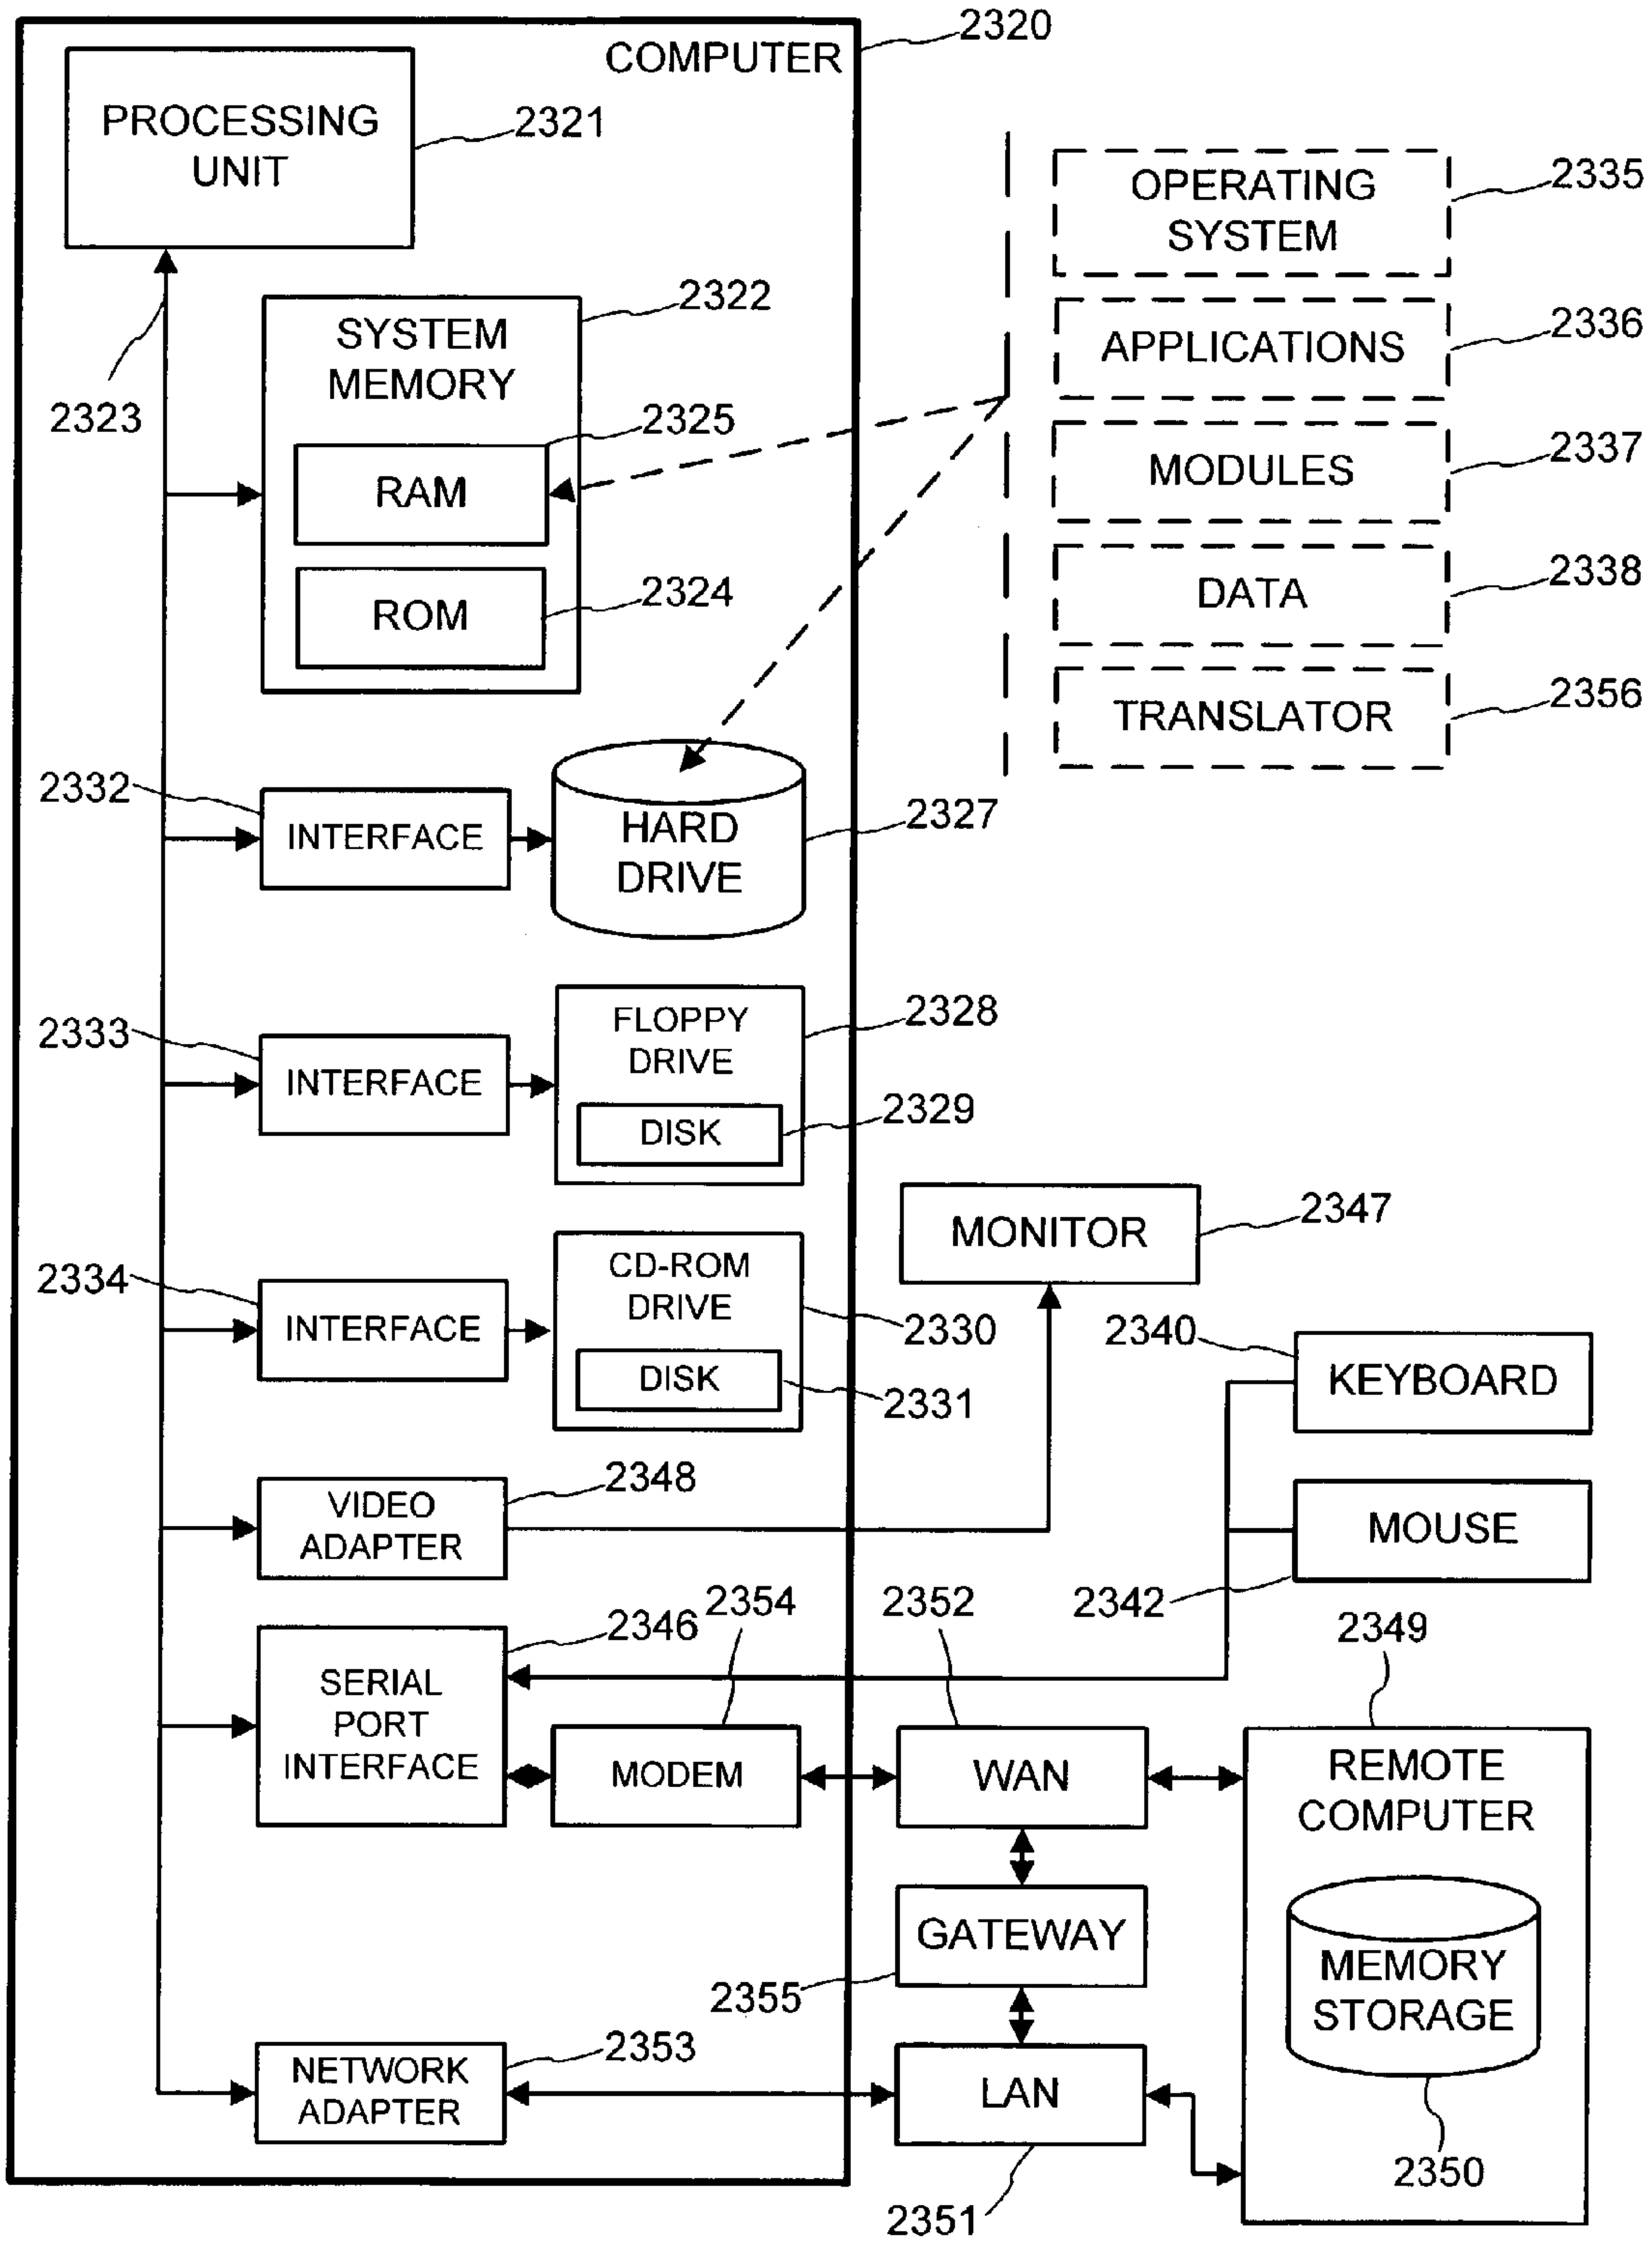 2320
COMPUTER
PROCESSING
UNIT
2321
2323
SYSTEM
MEMORY
2322
2325
RAM
2324
ROM
OPERATING
SYSTEM
2335
APPLICATIONS
2336
MODULES
2337
DATA
2338
TRANSLATOR
2356
2332
INTERFACE
HARD
DRIVE
2327
2333
INTERFACE
FLOPPY
DRIVE
2328
DISK
2329
2334
INTERFACE
CD-ROM
DRIVE
2330
DISK
2331
MONITOR
2347
2340
KEYBOARD
MOUSE
2342
VIDEO
ADAPTER
2348
2346
SERIAL
PORT
INTERFACE
2354
MODEM
2352
WAN
2349
REMOTE
COMPUTER
GATEWAY
2355
MEMORY
STORAGE
2350
NETWORK
ADAPTER
2353
LAN
2351